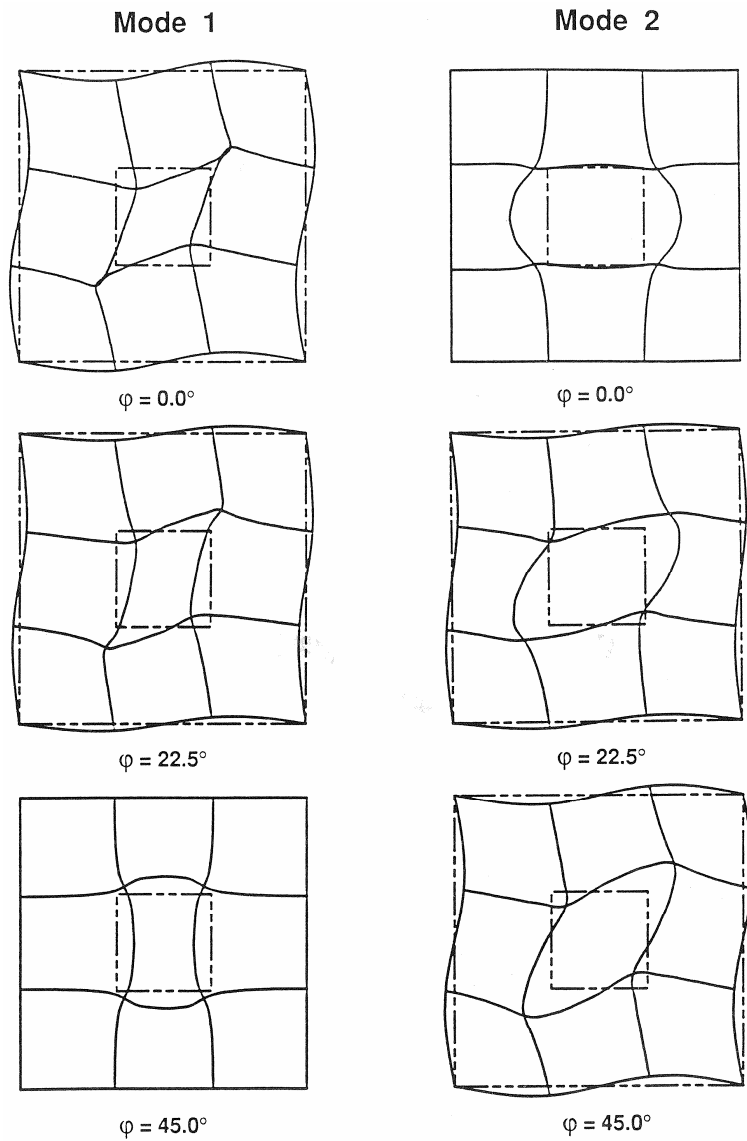 Mode 1 Mode 2
φ = 0.0° φ = 0.0°
φ = 22.5° φ = 22.5°
φ = 45.0° φ = 45.0°